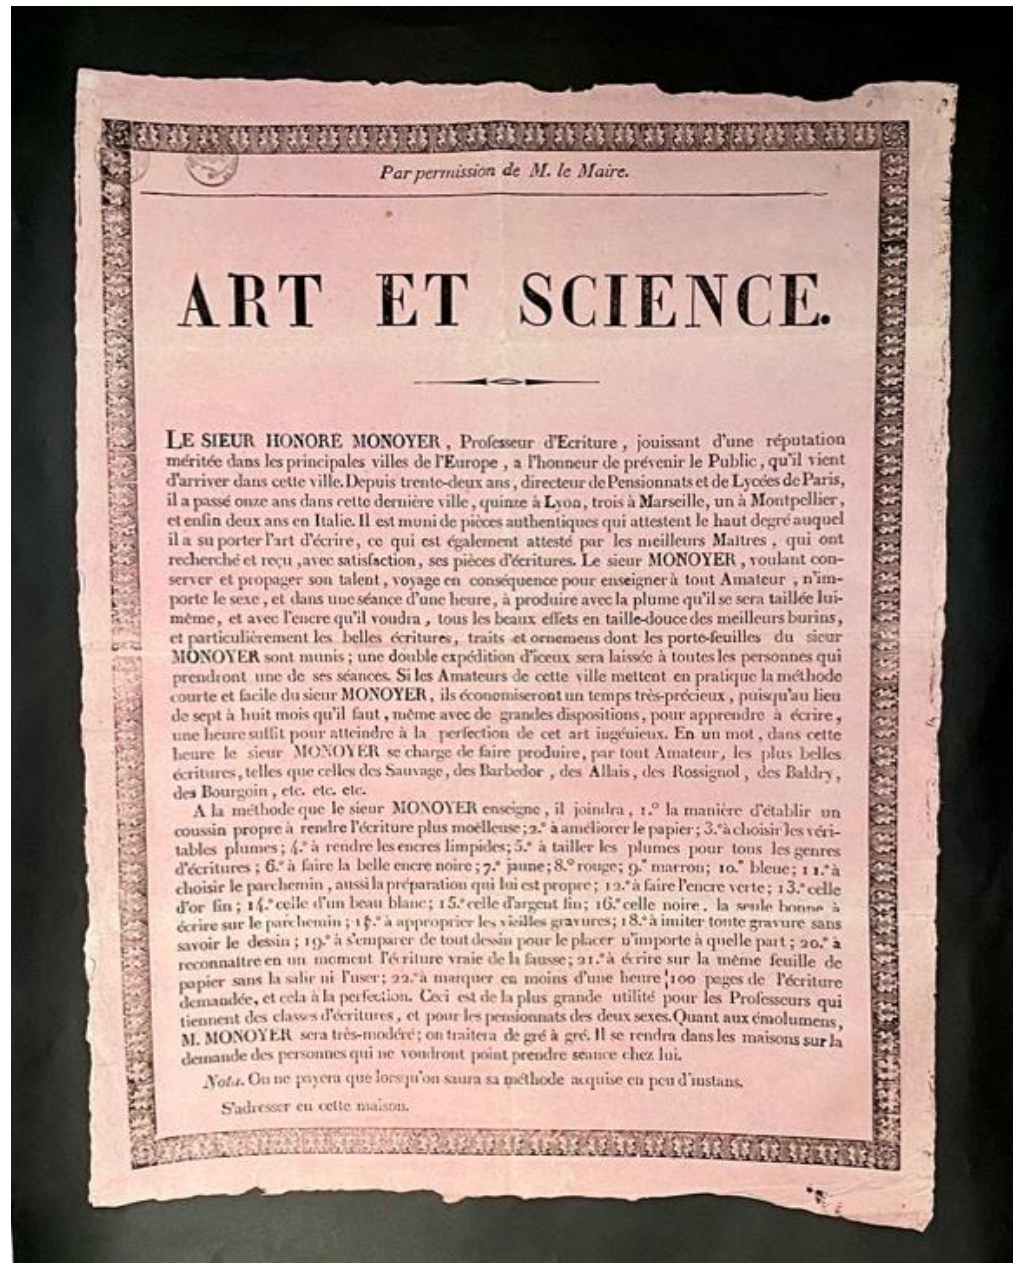 Par permission de M. le Maire.
ART ET SCIENCE.
LE SIEUR HONORÉ MONOYER, Professeur d'Ecriture, jouissant d'une réputation
méritée dans les principales villes de l'Europe, a l'honneur de prévenir le Public, qu'il vient
d'arriver dans cette ville. Depuis trente-deux ans, directeur de Pensionnats et de Lycées de Paris,
il a passé onze ans dans cette dernière ville, quinze à Lyon, trois à Marseille, un à Montpellier,
et enfin deux ans en Italie. Il est muni de pièces authentiques qui attestent le haut degré auquel
il a su porter l'art d'écrire, ce qui est également attesté par les meilleurs Maîtres, qui ont
recherché et reçu, avec satisfaction, ses pièces d'écritures. Le sieur MONOYER, voulant con-
server et propager son talent, voyage en conséquence pour enseigner à tout Amateur, n'im-
porte le sexe, et dans une séance d'une heure, à produire avec la plume qu'il se sera taillée lui-
même, et avec l'encre qu'il voudra, tous les beaux effets en taille-douce des meilleurs burins,
et particulièrement les belles écritures, traits et ornemens dont les porte-feuilles du sieur
MONOYER sont munis; une double expédition d'iceux sera laissée à toutes les personnes qui
prendront une de ses séances. Si les Amateurs de cette ville mettent en pratique la méthode
courte et facile du sieur MONOYER, ils économiseront un temps très-précieux, puisqu'au lieu
de sept à huit mois qu'il faut, même avec de grandes dispositions, pour apprendre à écrire,
une heure suffit pour atteindre à la perfection de cet art ingénieux. En un mot, dans cette
heure le sieur MONOYER se charge de faire produire, par tout Amateur, les plus belles
écritures, telles que celles des Sauvage, des Barbedor, des Allais, des Rossignol, des Baldry,
des Bourgoin, etc. etc. etc.
A la méthode que le sieur MONOYER enseigne, il joindra, 1.° la manière d'établir un
coussin propre à rendre l'écriture plus moëlleuse; 2.° à améliorer le papier; 3.° à choisir les véri-
tables plumes; 4.° à rendre les encres limpides; 5.° à tailler les plumes pour tous les genres
d'écritures; 6.° à faire la belle encre noire; 7.° jaune; 8.° rouge; 9.° marron; 10.° bleue; 11.° à
choisir le parchemin, aussi la préparation qui lui est propre; 12.° à faire l'encre verte; 13.° celle
d'or fin; 14.° celle d'un beau blanc; 15.° celle d'argent fin; 16.° celle noire, la seule bonne à
écrire sur le parchemin; 17.° à approprier les vieilles gravures; 18.° à imiter toute gravure sans
savoir le dessin; 19.° à s'emparer de tout dessin pour le placer n'importe à quelle part; 20.° à
reconnaître en un moment l'écriture vraie de la fausse; 21.° à écrire sur la même feuille de
papier sans la salir ni l'user; 22.° à marquer en moins d'une heure 100 pages de l'écriture
demandée, et cela à la perfection. Ceci est de la plus grande utilité pour les Professeurs qui
tiennent des classes d'écritures, et pour les pensionnats des deux sexes. Quant aux émolumens,
M. MONOYER sera très-modéré; on traitera de gré à gré. Il se rendra dans les maisons sur la
demande des personnes qui ne voudront point prendre séance chez lui.
Nota. On ne payera que lorsqu'on saura sa méthode acquise en peu d'instans.
S'adresser en cette maison.